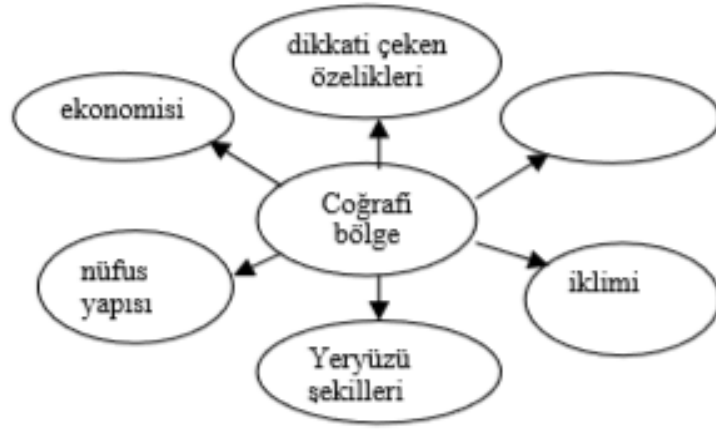 dikkati çeken
özelikleri
ekonomisi
Coğrafi
bölge
nüfus
yapısı
iklimi
Yeryüzü
şekilleri